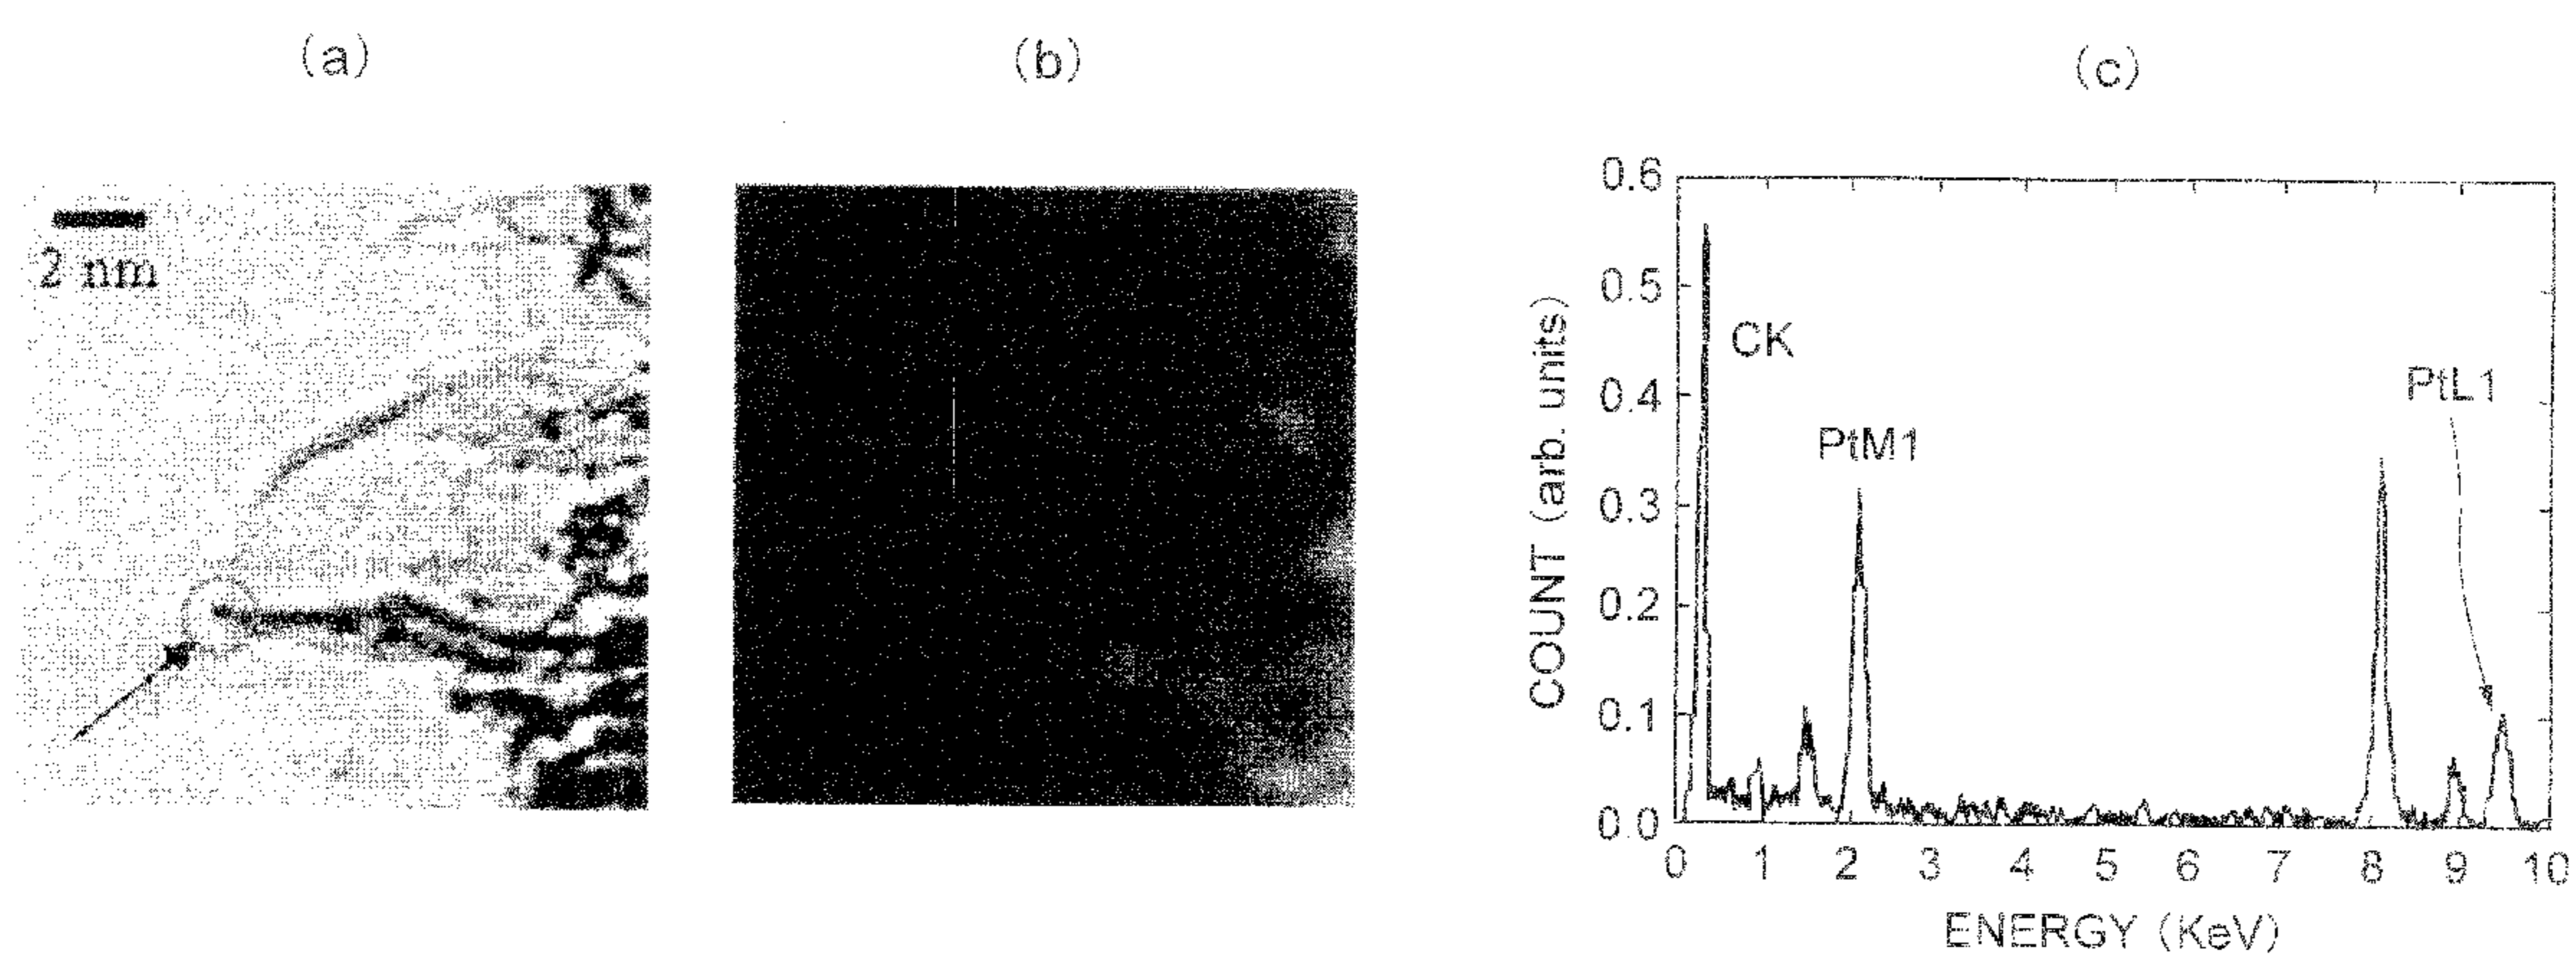 (a)
(b)
(c)
2 nm
0.6
0.5
0.4
0.3
0.2
0.1
0.0
COUNT (arb. units)
CK
PtM1
PtL1
0 1 2 3 4 5 6 7 8 9 10
ENERGY (KeV)